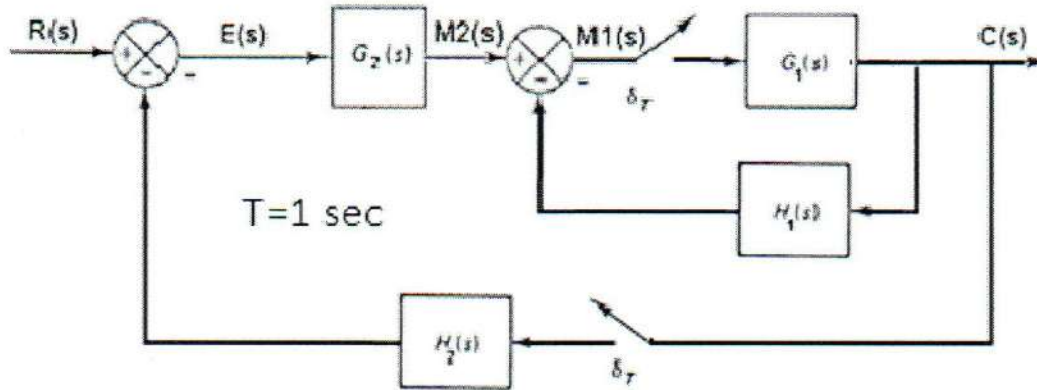 R(s)
E(s)
G2(s)
M2(s)
M1(s)
δT
G1(s)
C(s)
H1(s)
T=1 sec
H2(s)
δT